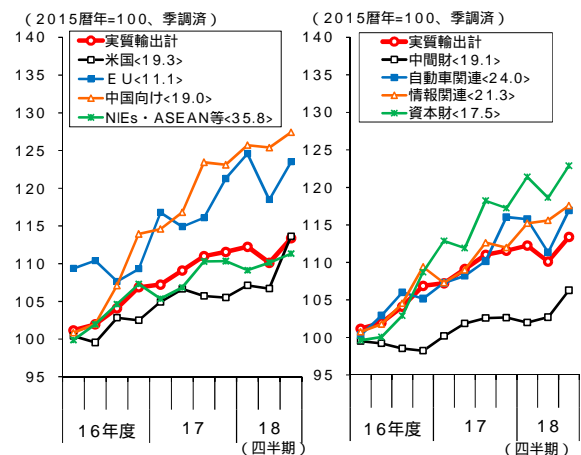 （2015暦年=100、季調済）
140
135
130
125
120
115
110
105
100
95
実質輸出計
米国<19.3>
ＥＵ<11.1>
中国向け<19.0>
NIEs・ASEAN等<35.8>
16年度
17
18
（四半期）
（2015暦年=100、季調済）
140
135
130
125
120
115
110
105
100
95
実質輸出計
中間財<19.1>
自動車関連<24.0>
情報関連<21.3>
資本財<17.5>
16年度
17
18
（四半期）